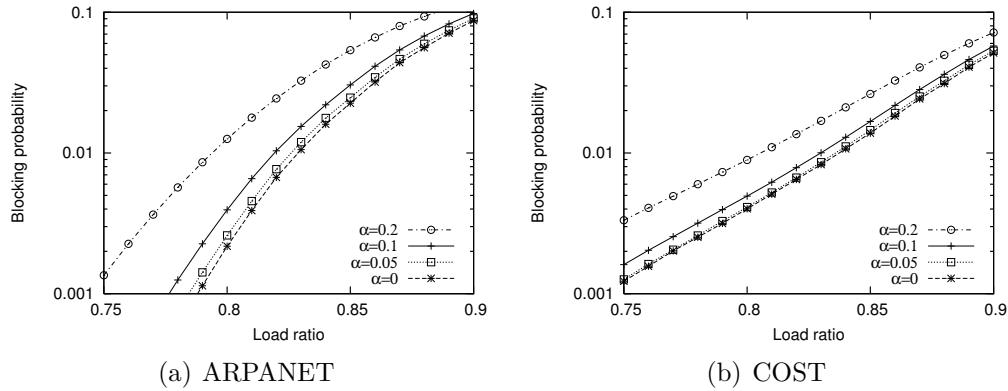 0.1
0.01
0.001
Blocking probability
0.75
0.8
0.85
0.9
Load ratio
α=0.2
α=0.1
α=0.05
α=0
(a) ARPANET
0.1
0.01
0.001
Blocking probability
0.75
0.8
0.85
0.9
Load ratio
α=0.2
α=0.1
α=0.05
α=0
(b) COST